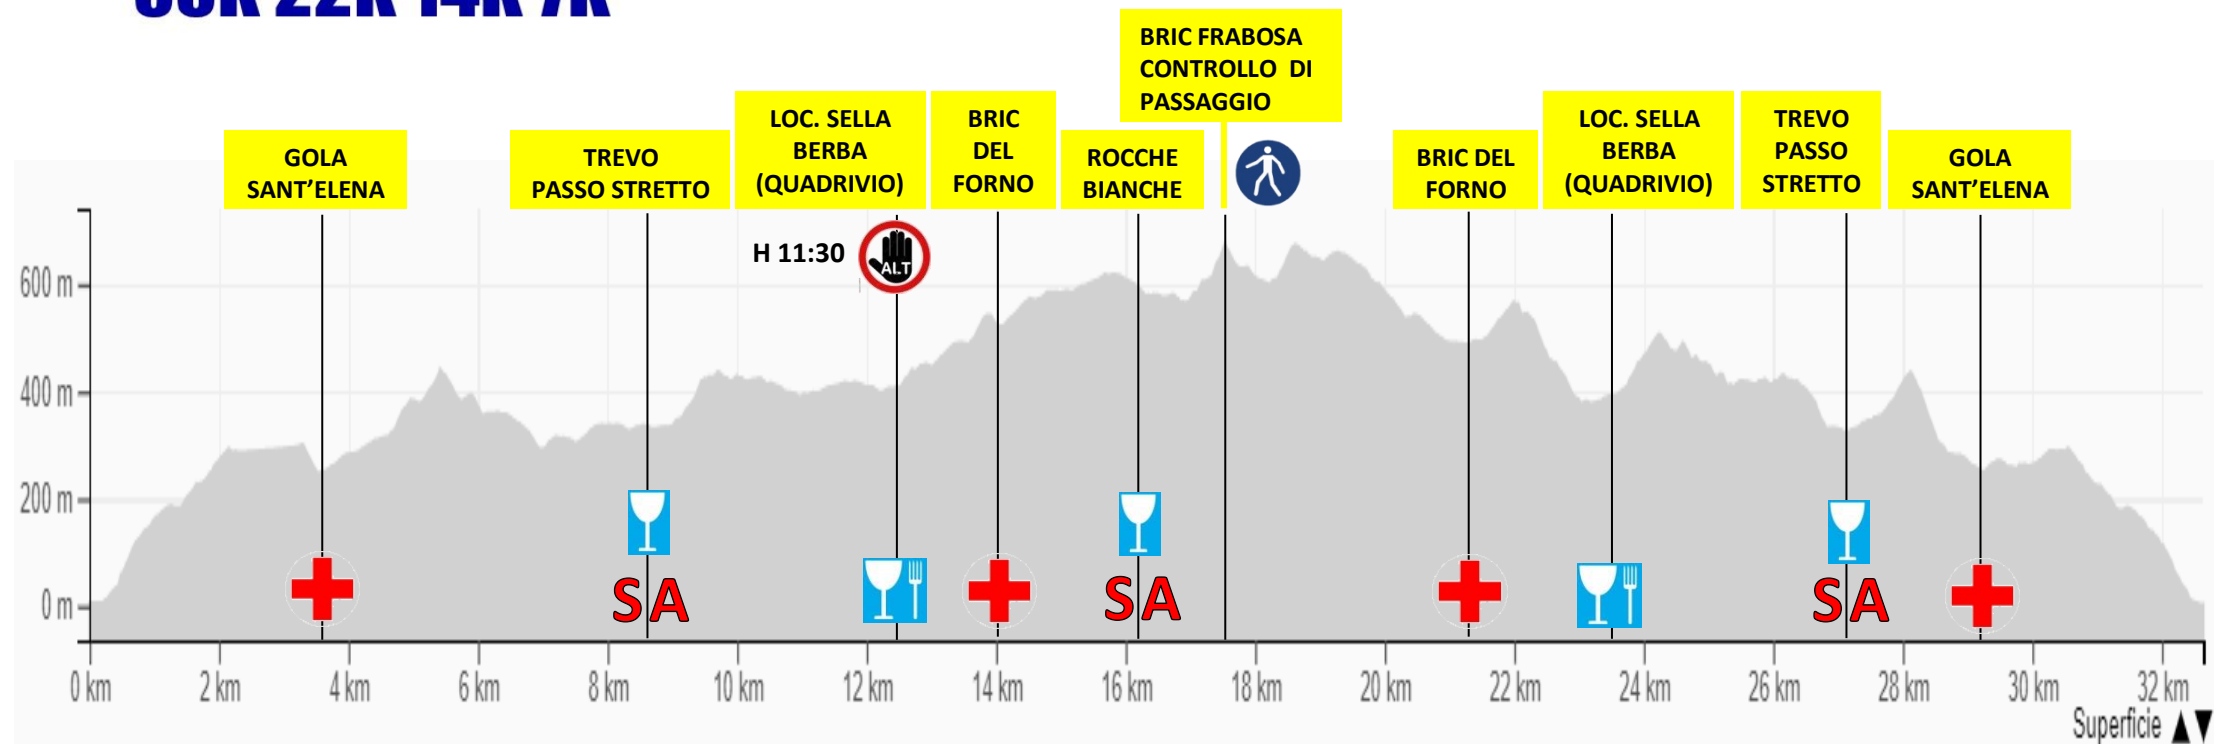 22K 14K 7K
BRIC FRABOSA
CONTROLLO DI
PASSAGGIO
GOLA
SANT'ELENA
TREVO
PASSO STRETTO
LOC. SELLA
BERBA
(QUADRIVIO)
BRIC
DEL
FORNO
ROCCHE
BIANCHE
BRIC DEL
FORNO
LOC. SELLA
BERBA
(QUADRIVIO)
TREVO
PASSO
STRETTO
GOLA
SANT'ELENA
H 11:30
ALT
600 m
400 m
200 m
0 m
SA
SA
SA
0 km
2 km
4 km
6 km
8 km
10 km
12 km
14 km
16 km
18 km
20 km
22 km
24 km
26 km
28 km
30 km
32 km
Superficie ▲▼